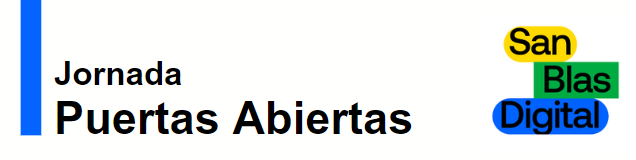 Jornada
Puertas Abiertas
San
Blas
Digital